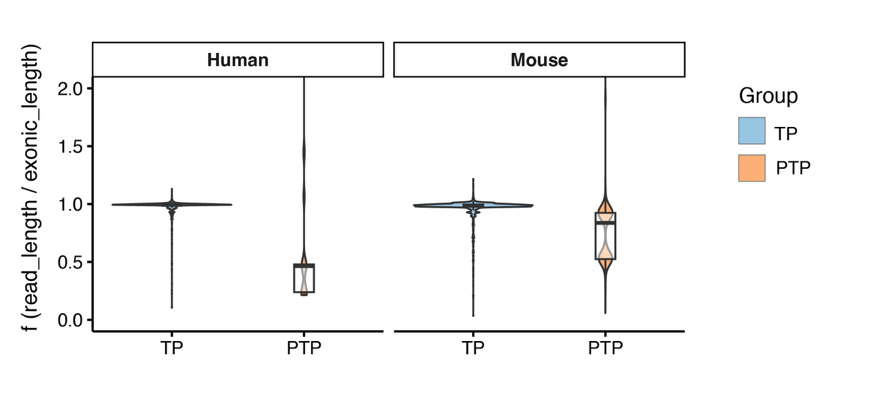 Human
Mouse
f (read_length / exonic_length)
2.0
1.5
1.0
0.5
0.0
TP
PTP
TP
PTP
Group
TP
PTP